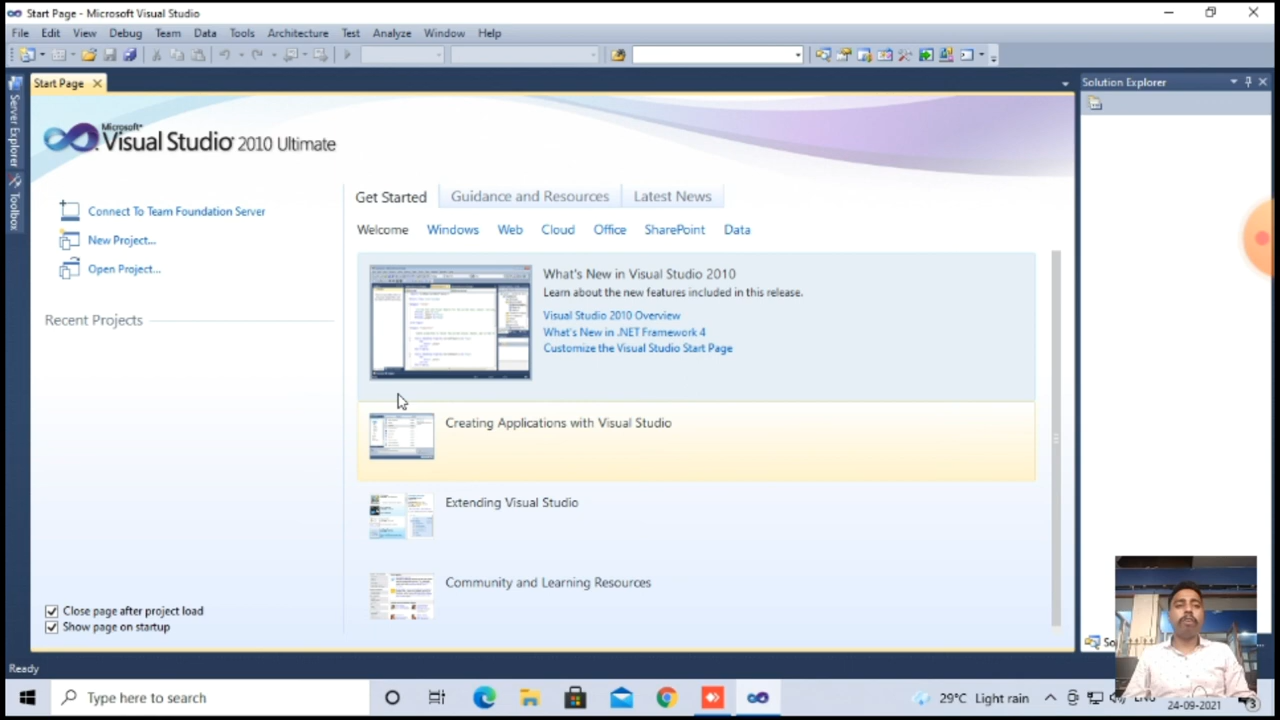 Start Page - Microsoft Visual Studio
File Edit View Debug Team Data Tools Architecture Test Analyze Window Help
Start Page
Solution Explorer
Server Explorer
Toolbox
Microsoft
Visual Studio 2010 Ultimate
Connect To Team Foundation Server
New Project...
Open Project...
Recent Projects
Close page after project load
Show page on startup
Get Started Guidance and Resources Latest News
Welcome Windows Web Cloud Office SharePoint Data
What's New in Visual Studio 2010
Learn about the new features included in this release.
Visual Studio 2010 Overview
What's New in .NET Framework 4
Customize the Visual Studio Start Page
Creating Applications with Visual Studio
Extending Visual Studio
Community and Learning Resources
Ready
Type here to search
29°C Light rain
24-09-2021
3